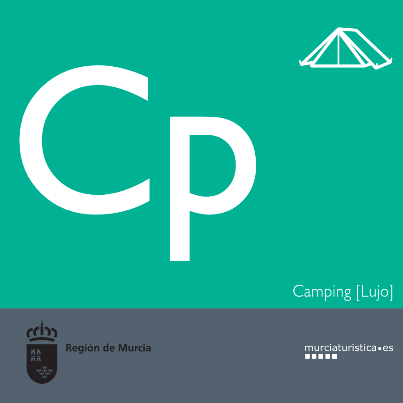 Cp
Camping [Lujo]
Región de Murcia
murciaturistica.es